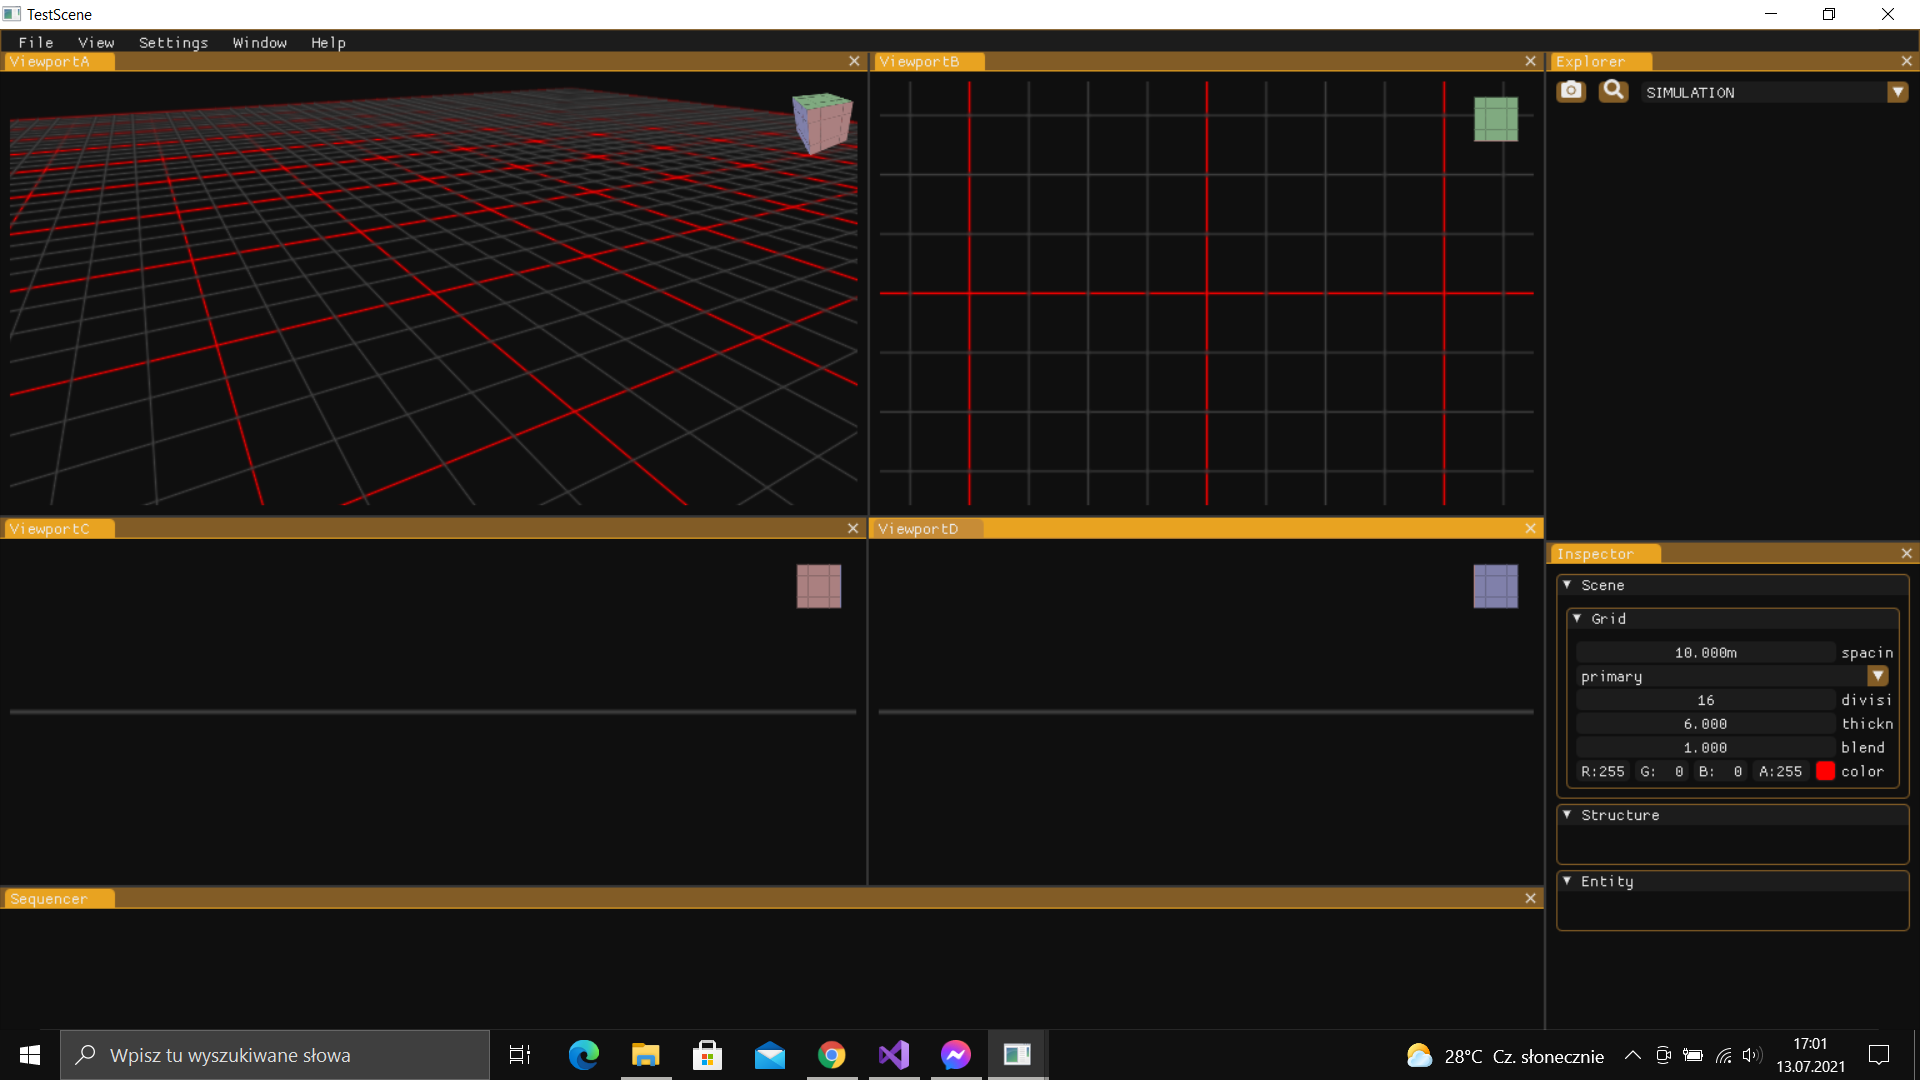 TestScene
File View Settings Window Help
ViewportA
ViewportB
Explorer
SIMULATION
ViewportC
ViewportD
Inspector
Scene
Grid
10.000m spacin
primary
16 divisi
6.000 thickn
1.000 blend
R:255 G: 0 B: 0 A:255 color
Structure
Entity
Sequencer
Wpisz tu wyszukiwane słowa
28°C Cz. słonecznie
17:01
13.07.2021